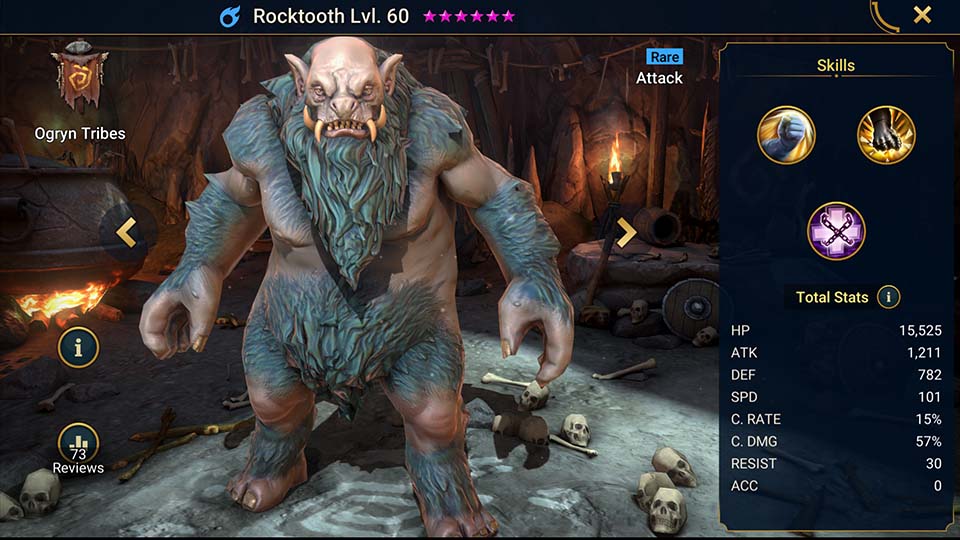 Rocktooth Lvl. 60
Ogryn Tribes
Rare
Attack
Skills
Total Stats
HP 15,525
ATK 1,211
DEF 782
SPD 101
C. RATE 15%
C. DMG 57%
RESIST 30
ACC 0
i
i
73
Reviews